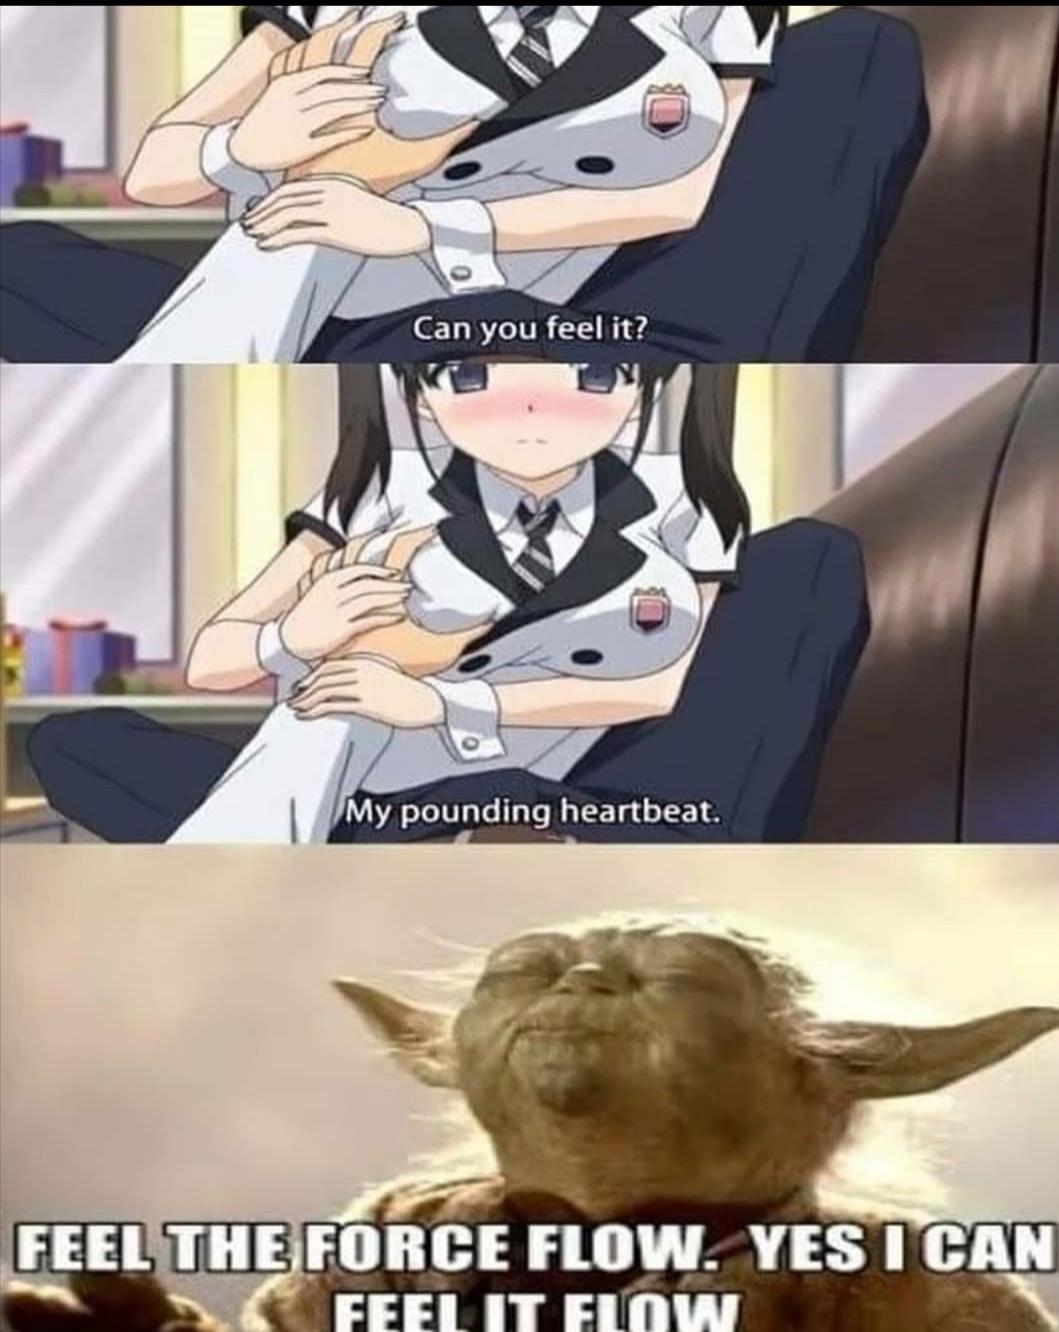 Can you feel it?
My pounding heartbeat.
FEEL THE FORCE FLOW. YES I CAN
FEEL IT FLOW